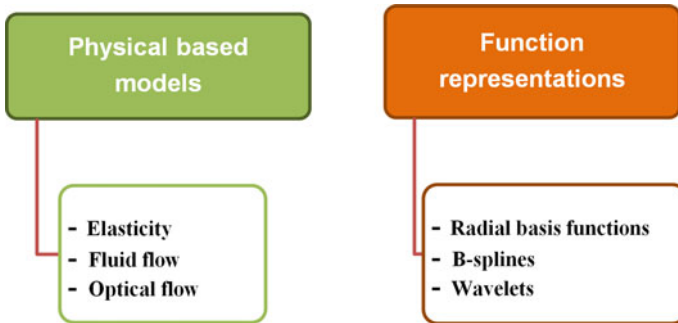 Physical based
models
- Elasticity
- Fluid flow
- Optical flow
Function
representations
- Radial basis functions
- B-splines
- Wavelets